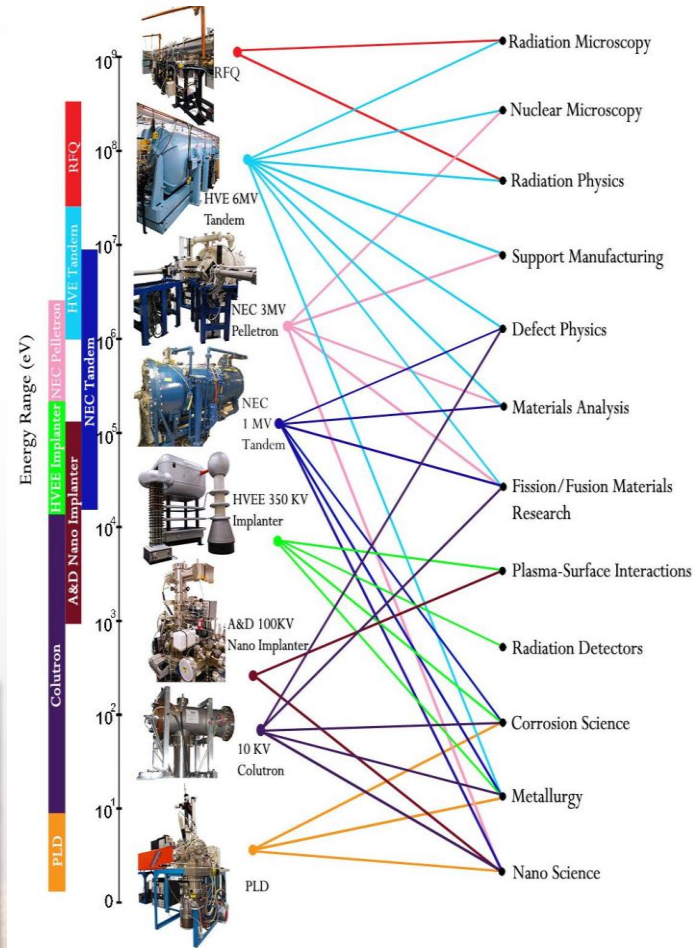 Energy Range (eV)
10⁹
10⁸
10⁷
10⁶
10⁵
10⁴
10³
10²
10¹
0
RFQ
HVE Tandem
NEC Tandem
NEC Pelletron
HVEE Implanter
A&D Nano Implanter
Colutron
PLD
RFQ
HVE 6MV
Tandem
NEC 3MV
Pelletron
NEC
1 MV
Tandem
HVEE 350 KV
Implanter
A&D 100KV
Nano Implanter
10 KV
Colutron
PLD
Radiation Microscopy
Nuclear Microscopy
Radiation Physics
Support Manufacturing
Defect Physics
Materials Analysis
Fission/Fusion Materials
Research
Plasma-Surface Interactions
Radiation Detectors
Corrosion Science
Metallurgy
Nano Science